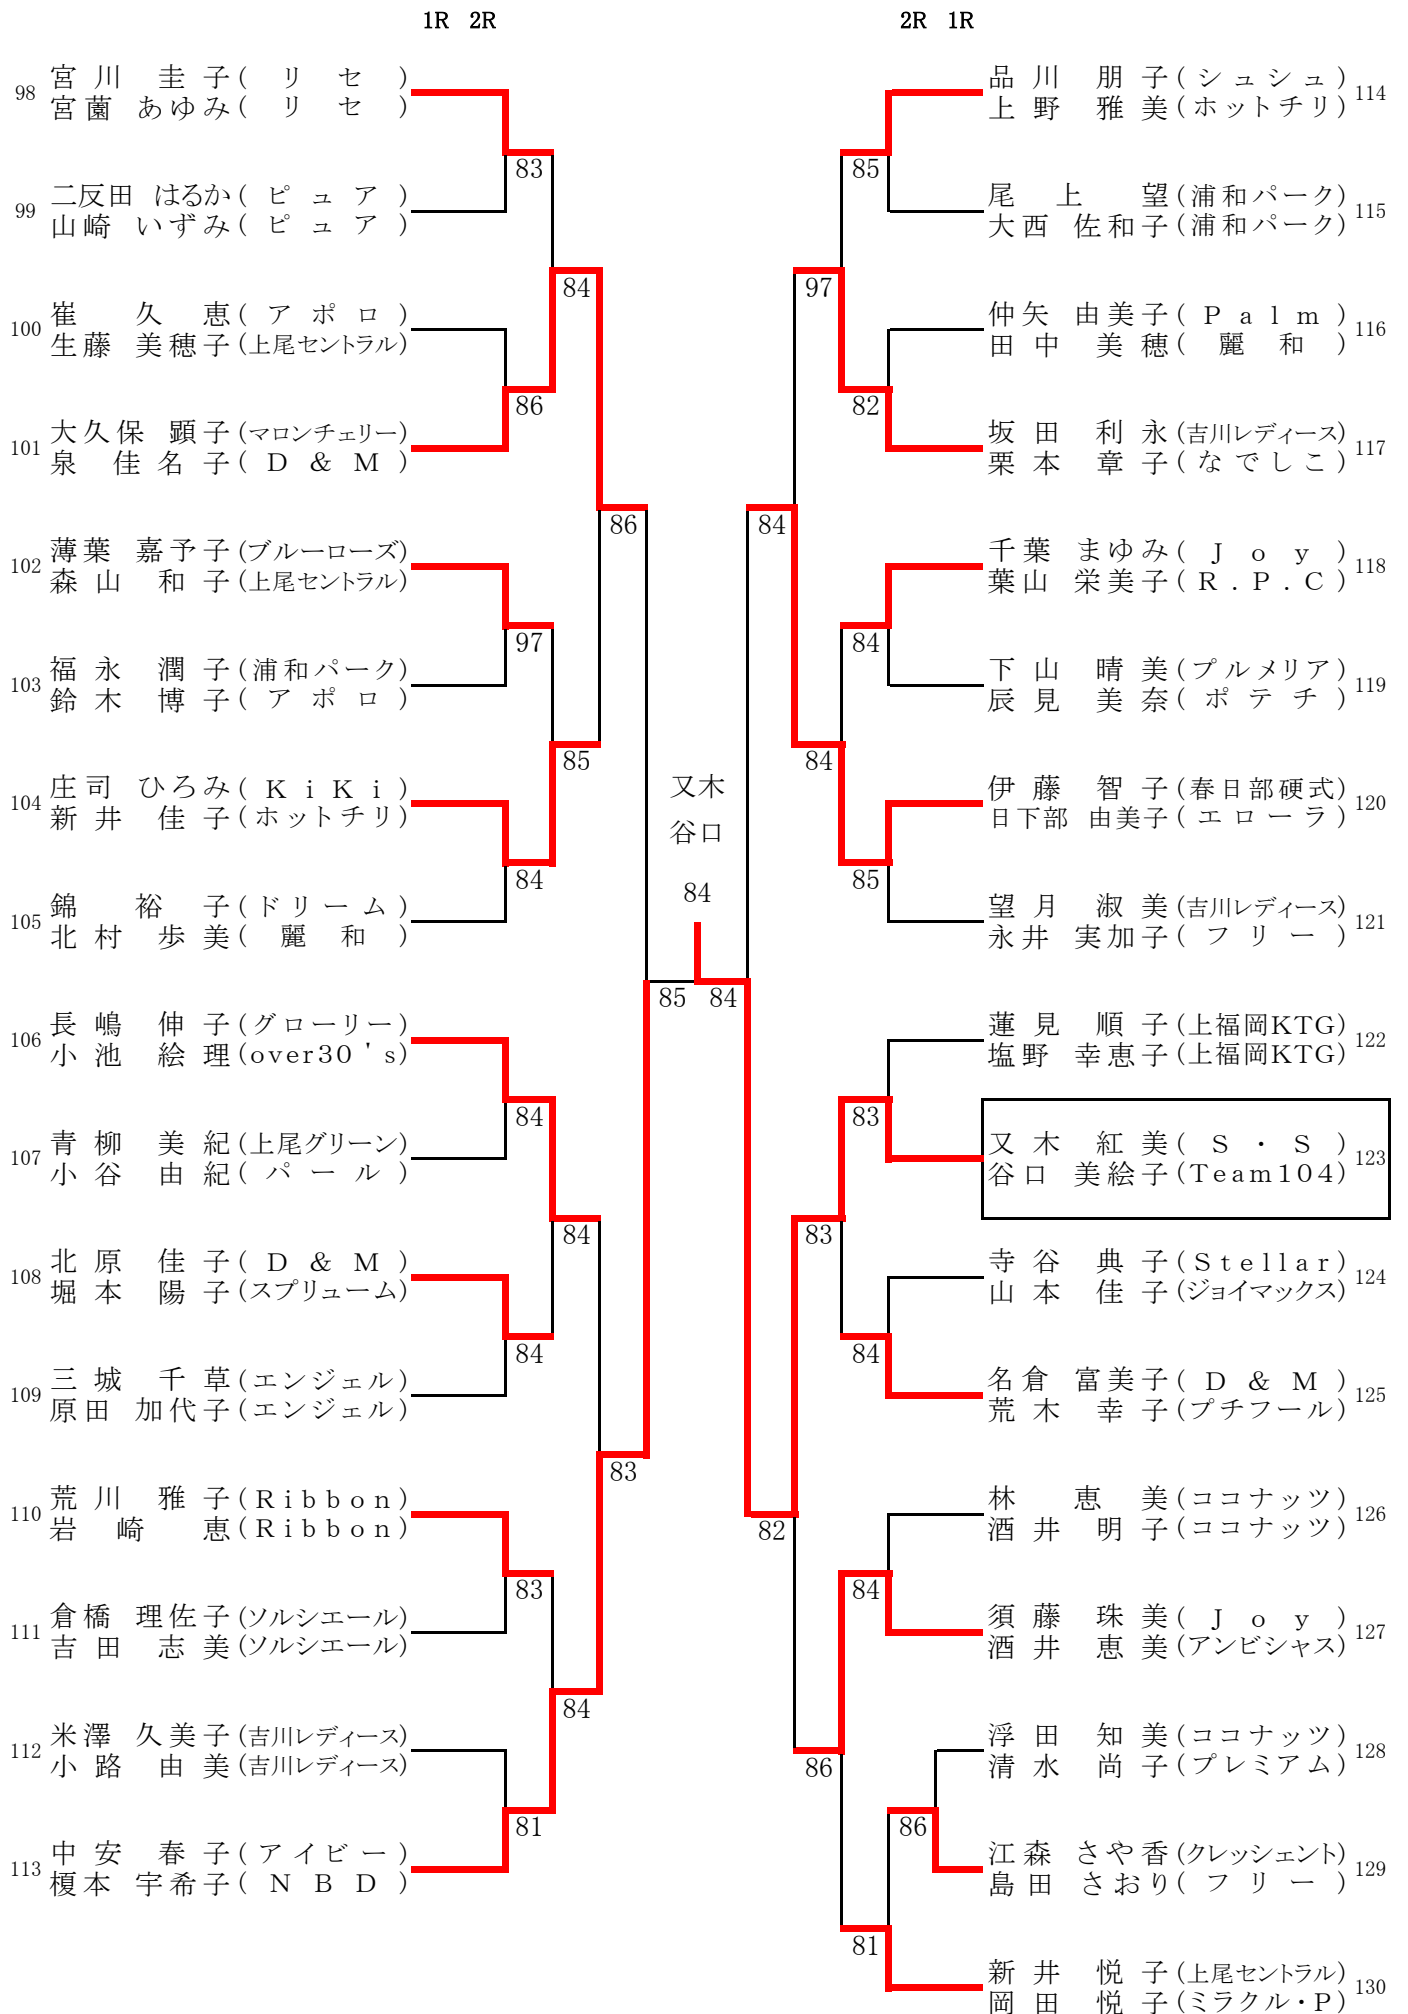 1R 2R
98 宮川 圭子(リセ)
宮薗 あゆみ(リセ)
83
99 二反田 はるか(ピュア)
山崎 いずみ(ピュア)
84
100 崔 久恵(アポロ)
生藤 美穂子(上尾セントラル)
86
101 大久保 顕子(マロンチェリー)
泉 佳名子(D&M)
86
102 薄葉 嘉予子(ブルーローズ)
森山 和子(上尾セントラル)
97
103 福永 潤子(浦和パーク)
鈴木 博子(アポロ)
85
104 庄司 ひろみ(KiKi)
新井 佳子(ホットチリ)
84
105 錦 裕子(ドリーム)
北村 歩美(麗和)
85
106 長嶋 伸子(グローリー)
小池 絵理(over30's)
84
107 青柳 美紀(上尾グリーン)
小谷 由紀(パール)
84
108 北原 佳子(D&M)
堀本 陽子(スプリューム)
84
109 三城 千草(エンジェル)
原田 加代子(エンジェル)
83
110 荒川 雅子(Ribbon)
岩崎 恵(Ribbon)
83
111 倉橋 理佐子(ソルシエール)
吉田 志美(ソルシエール)
84
112 米澤 久美子(吉川レディース)
小路 由美(吉川レディース)
81
113 中安 春子(アイビー)
榎本 宇希子(NBD)
又木
谷口
84
2R 1R
品川 朋子(シュシュ) 114
上野 雅美(ホットチリ)
85
尾上 望(浦和パーク) 115
大西 佐和子(浦和パーク)
97
仲矢 由美子(Palm) 116
田中 美穂(麗和)
82
坂田 利永(吉川レディース) 117
栗本 章子(なでしこ)
84
千葉 まゆみ(Joy) 118
葉山 栄美子(R.P.C)
84
下山 晴美(プルメリア) 119
辰見 美奈(ポテチ)
84
伊藤 智子(春日部硬式) 120
日下部 由美子(エローラ)
85
望月 淑美(吉川レディース) 121
永井 実加子(フリー)
84
蓮見 順子(上福岡KTG) 122
塩野 幸恵子(上福岡KTG)
83
又木 紅美(S・S) 123
谷口 美絵子(Team104)
83
寺谷 典子(Stellar) 124
山本 佳子(ジョイマックス)
84
名倉 富美子(D&M) 125
荒木 幸子(プチフール)
82
林 恵美(ココナッツ) 126
酒井 明子(ココナッツ)
84
須藤 珠美(Joy) 127
酒井 恵美(アンビシャス)
86
浮田 知美(ココナッツ) 128
清水 尚子(プレミアム)
86
江森 さや香(クレッシェント) 129
島田 さおり(フリー)
81
新井 悦子(上尾セントラル) 130
岡田 悦子(ミラクル・P)